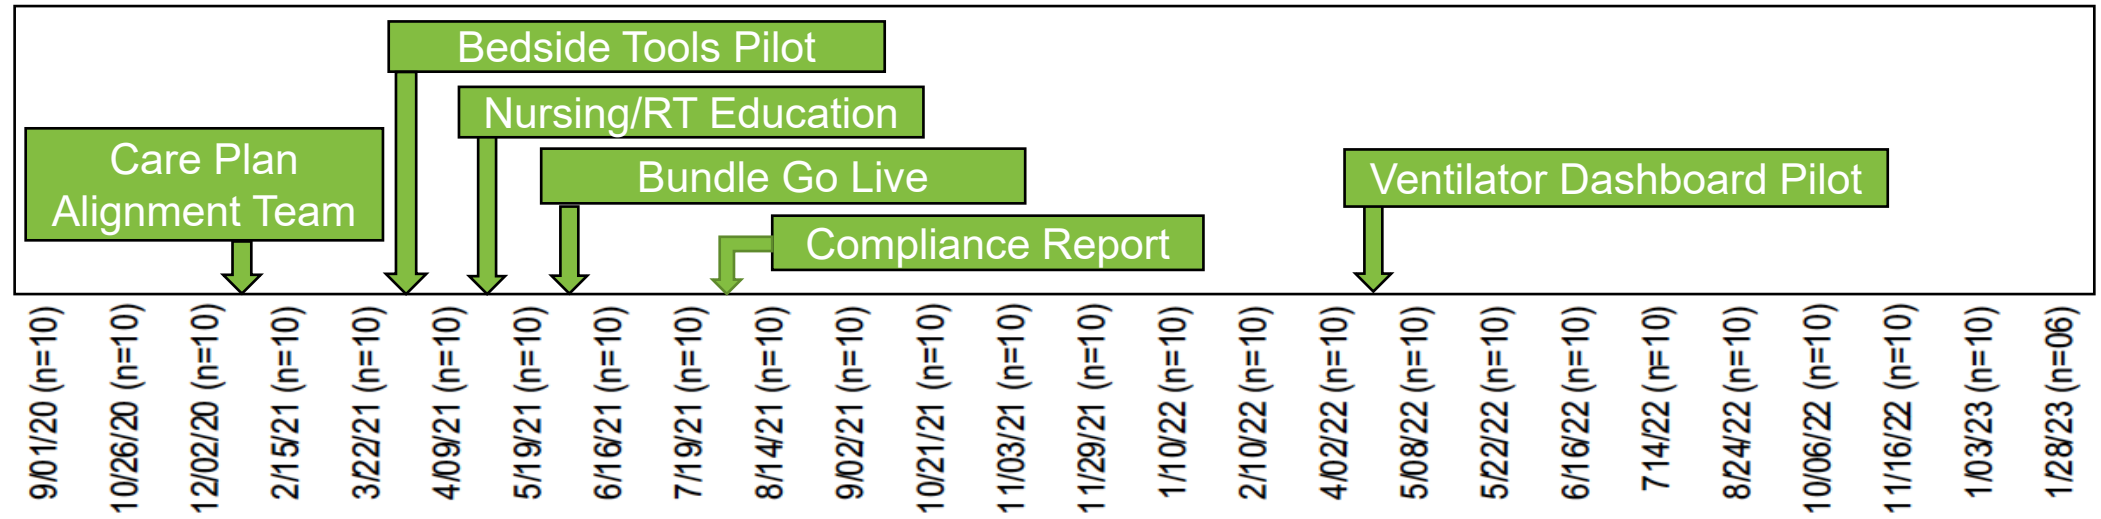 Bedside Tools Pilot
Nursing/RT Education
Care Plan
Alignment Team
Bundle Go Live
Ventilator Dashboard Pilot
Compliance Report
9/01/20 (n=10)
10/26/20 (n=10)
12/02/20 (n=10)
2/15/21 (n=10)
3/22/21 (n=10)
4/09/21 (n=10)
5/19/21 (n=10)
6/16/21 (n=10)
7/19/21 (n=10)
8/14/21 (n=10)
9/02/21 (n=10)
10/21/21 (n=10)
11/03/21 (n=10)
11/29/21 (n=10)
1/10/22 (n=10)
2/10/22 (n=10)
4/02/22 (n=10)
5/08/22 (n=10)
5/22/22 (n=10)
6/16/22 (n=10)
714/22 (n=10)
8/24/22 (n=10)
10/06/22 (n=10)
11/16/22 (n=10)
1/03/23 (n=10)
1/28/23 (n=06)